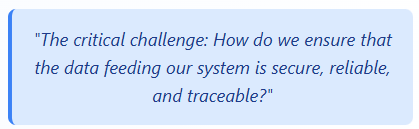 "The critical challenge: How do we ensure that
the data feeding our system is secure, reliable,
and traceable?"